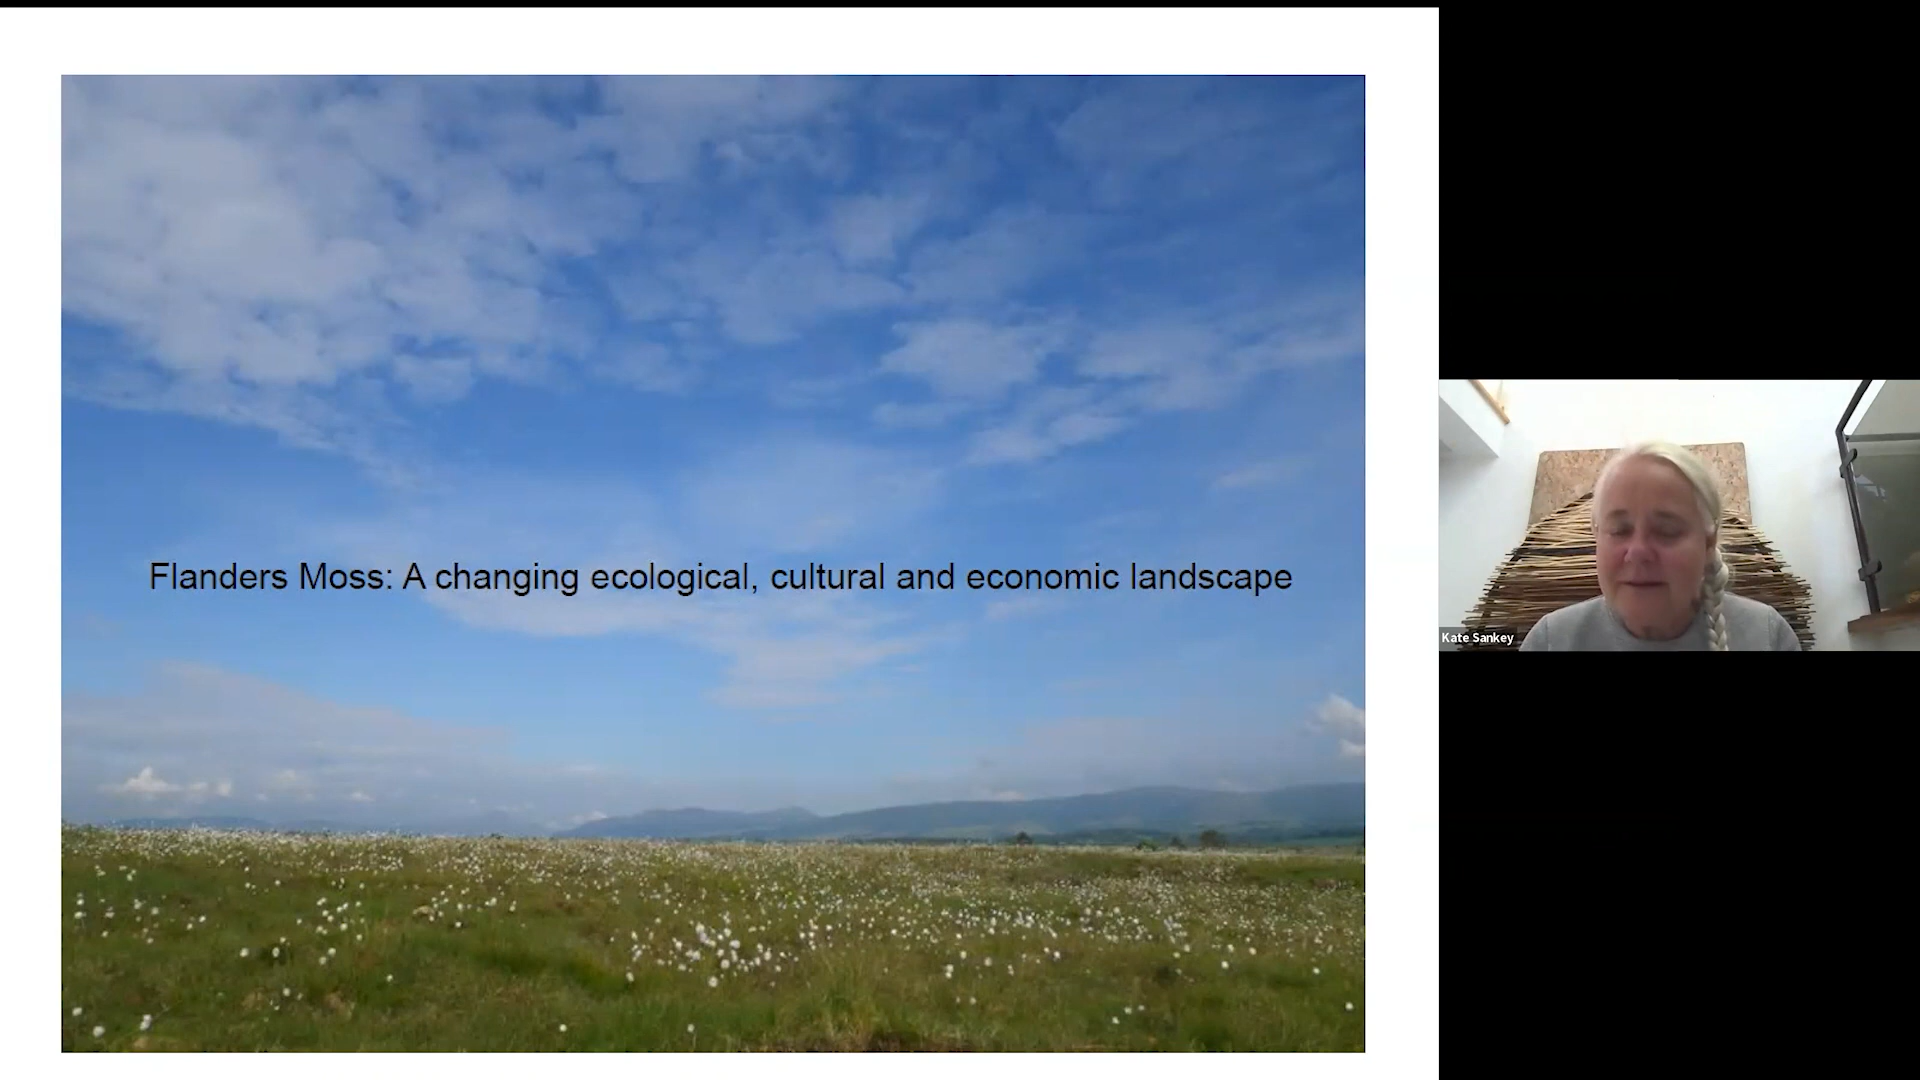 Flanders Moss: A changing ecological, cultural and economic landscape
Kate Sankey